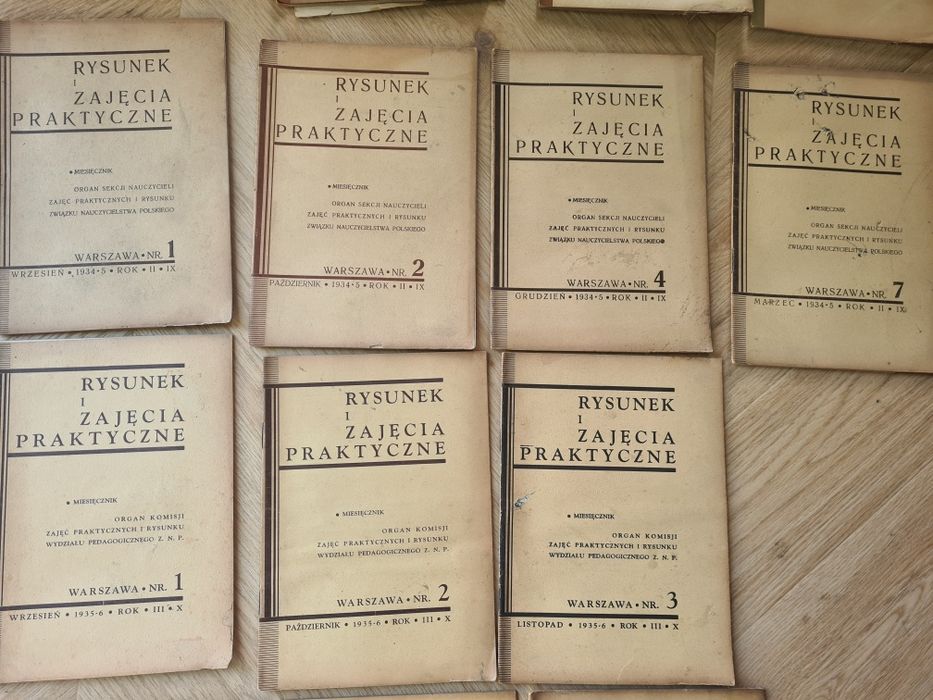 RYSUNEK
I
ZAJĘCIA
PRAKTYCZNE
• MIESIĘCZNIK
ORGAN SEKCJI NAUCZYCIELI
ZAJĘĆ PRAKTYCZNYCH I RYSUNKU
ZWIĄZKU NAUCZYCIELSTWA POLSKIEGO
WARSZAWA • NR. 1
WRZESIEŃ • 1934-5 • ROK • II • IX
RYSUNEK
I
ZAJĘCIA
PRAKTYCZNE
• MIESIĘCZNIK
ORGAN SEKCJI NAUCZYCIELI
ZAJĘĆ PRAKTYCZNYCH I RYSUNKU
ZWIĄZKU NAUCZYCIELSTWA POLSKIEGO
WARSZAWA • NR. 2
PAŹDZIERNIK • 1934-5 • ROK • II • IX
RYSUNEK
I
ZAJĘCIA
PRAKTYCZNE
• MIESIĘCZNIK
ORGAN SEKCJI NAUCZYCIELI
ZAJĘĆ PRAKTYCZNYCH I RYSUNKU
ZWIĄZKU NAUCZYCIELSTWA POLSKIEGO
WARSZAWA • NR. 4
GRUDZIEŃ • 1934-5 • ROK • II • IX
RYSUNEK
I
ZAJĘCIA
PRAKTYCZNE
• MIESIĘCZNIK
ORGAN SEKCJI NAUCZYCIELI
ZAJĘĆ PRAKTYCZNYCH I RYSUNKU
ZWIĄZKU NAUCZYCIELSTWA POLSKIEGO
WARSZAWA • NR. 7
MARZEC • 1934-5 • ROK • II • IX
RYSUNEK
I
ZAJĘCIA
PRAKTYCZNE
• MIESIĘCZNIK
ORGAN KOMISJI
ZAJĘĆ PRAKTYCZNYCH I RYSUNKU
WYDZIAŁU PEDAGOGICZNEGO Z. N. P.
WARSZAWA • NR. 1
WRZESIEŃ • 1935-6 • ROK • III • X
RYSUNEK
I
ZAJĘCIA
PRAKTYCZNE
• MIESIĘCZNIK
ORGAN KOMISJI
ZAJĘĆ PRAKTYCZNYCH I RYSUNKU
WYDZIAŁU PEDAGOGICZNEGO Z. N. P.
WARSZAWA • NR. 2
PAŹDZIERNIK • 1935-6 • ROK • III • X
RYSUNEK
I
ZAJĘCIA
PRAKTYCZNE
• MIESIĘCZNIK
ORGAN KOMISJI
ZAJĘĆ PRAKTYCZNYCH I RYSUNKU
WYDZIAŁU PEDAGOGICZNEGO Z. N. P.
WARSZAWA • NR. 3
LISTOPAD • 1935-6 • ROK • III • X